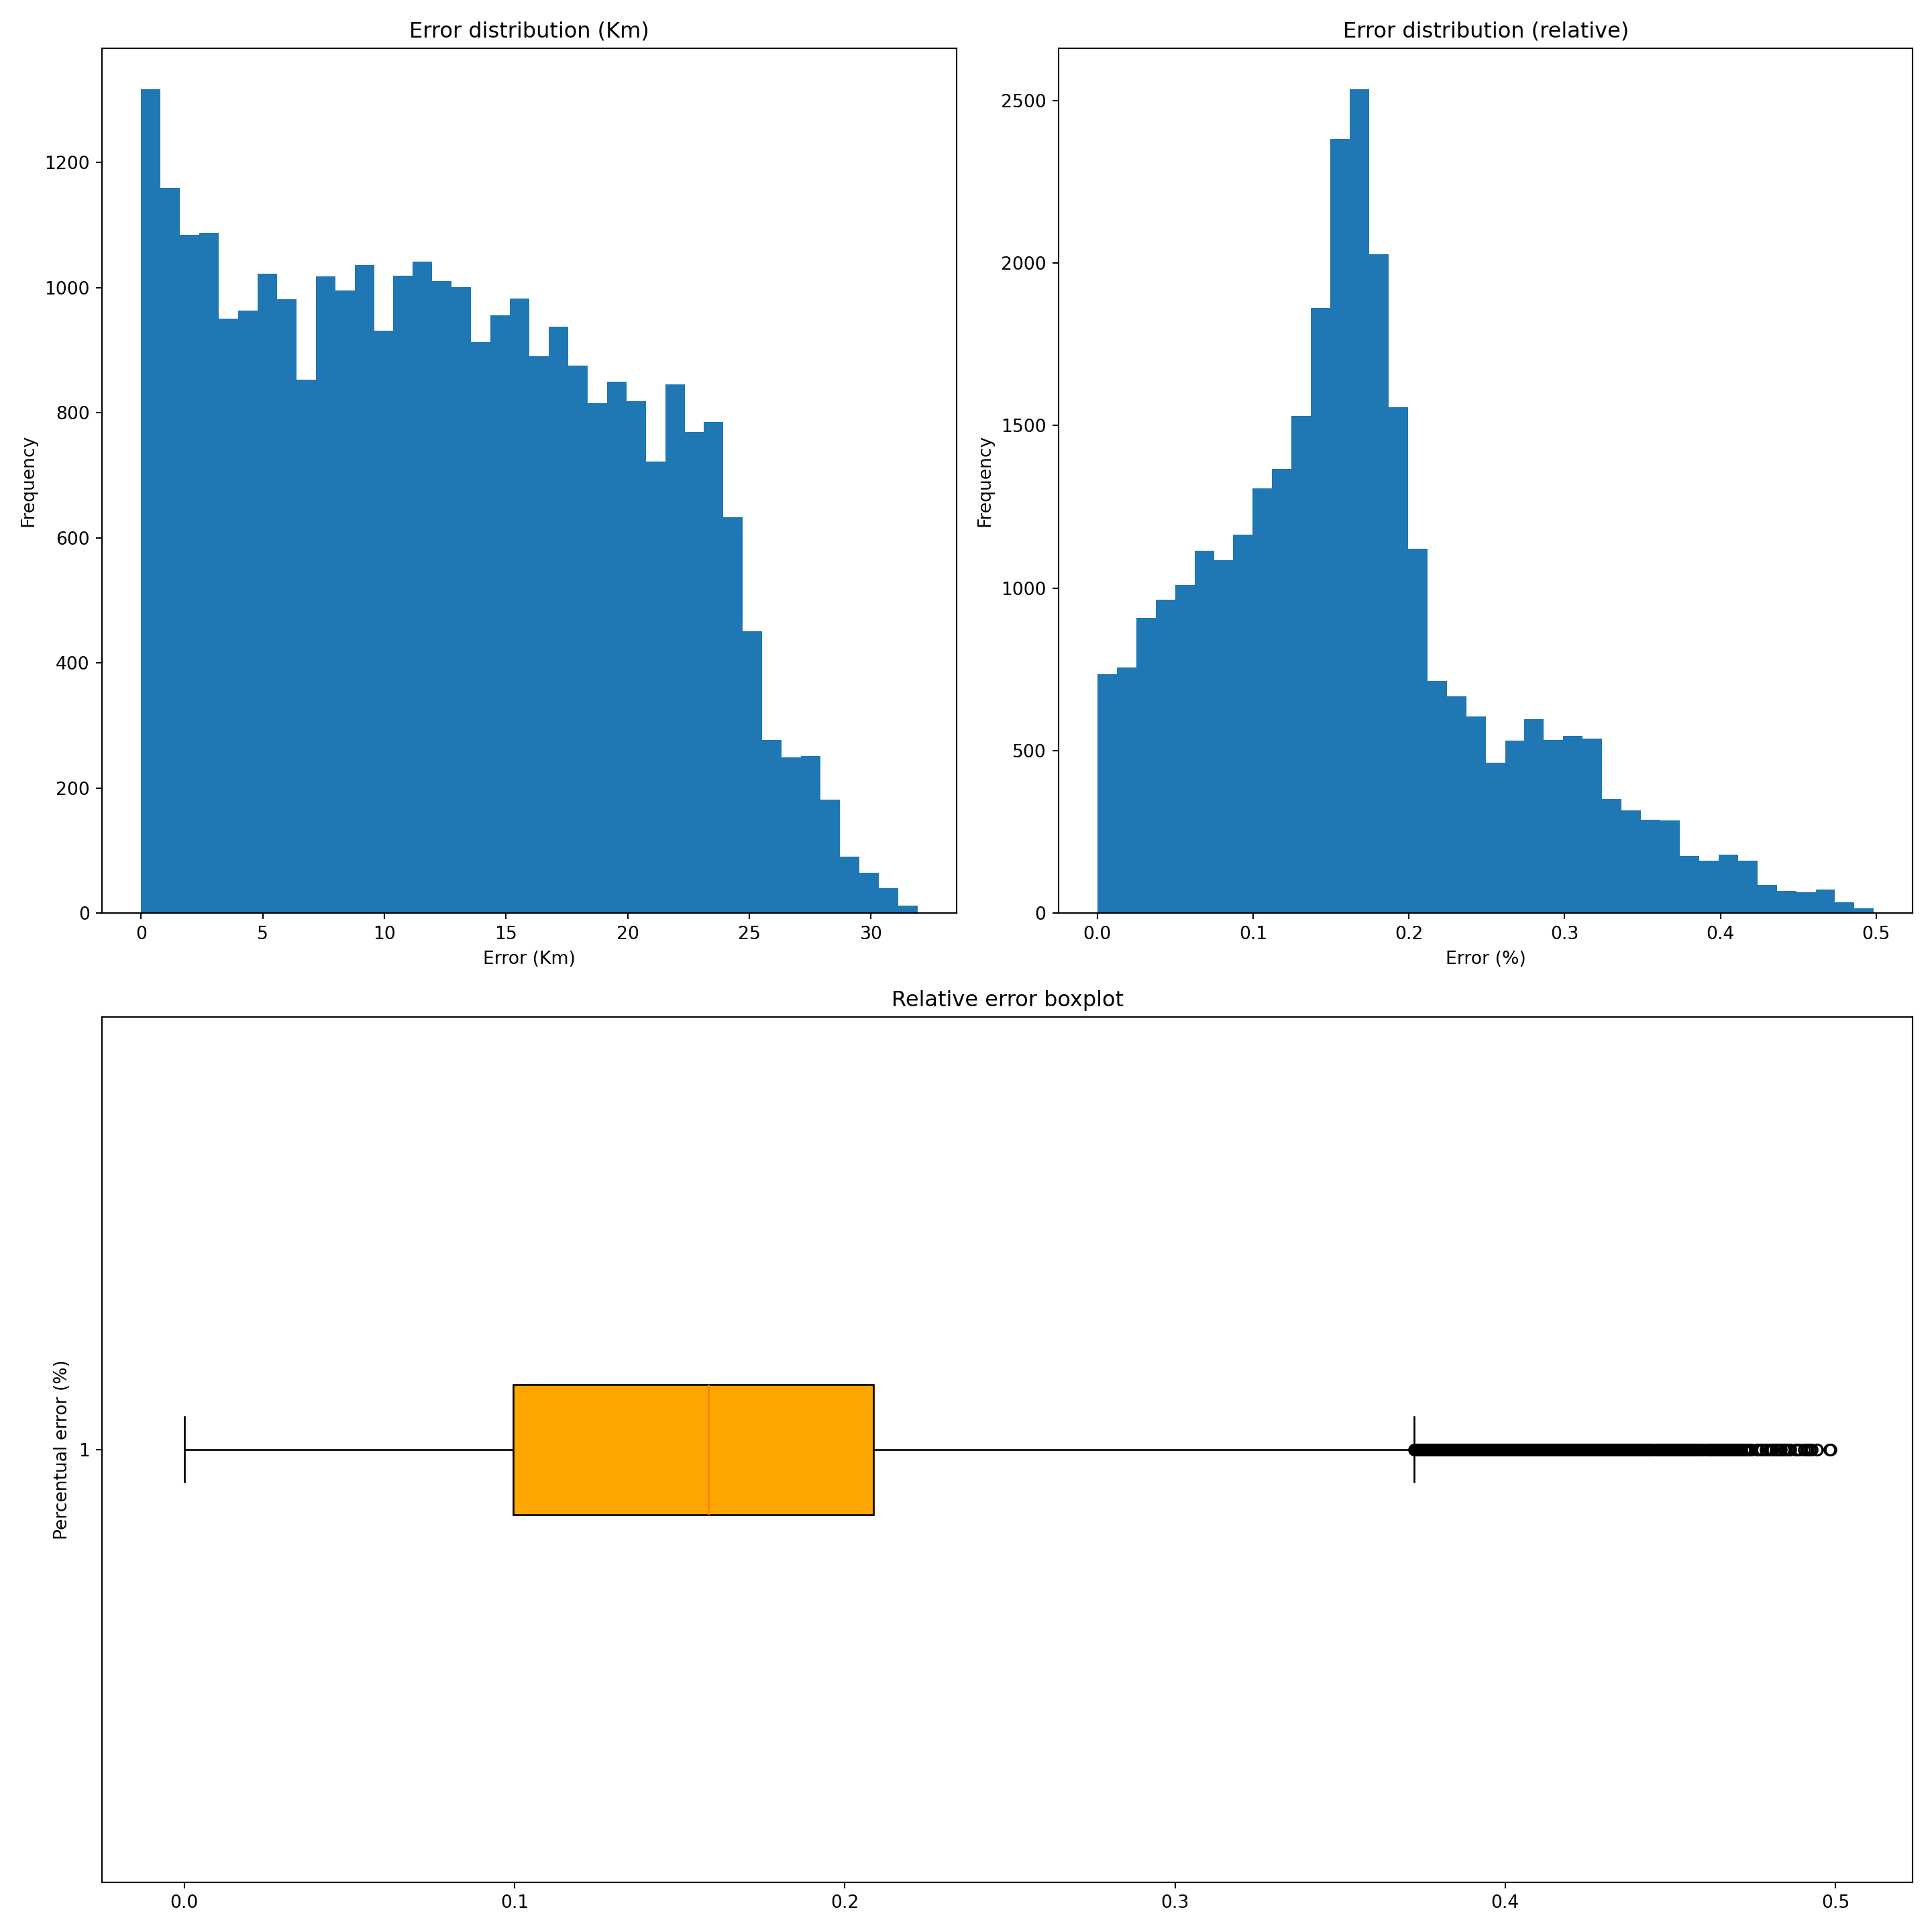 Error distribution (Km)
Frequency
1200
1000
800
600
400
200
0
0 5 10 15 20 25 30
Error (Km)
Error distribution (relative)
Frequency
2500
2000
1500
1000
500
0
0.0 0.1 0.2 0.3 0.4 0.5
Error (%)
Relative error boxplot
Percentual error (%)
1
0.0 0.1 0.2 0.3 0.4 0.5